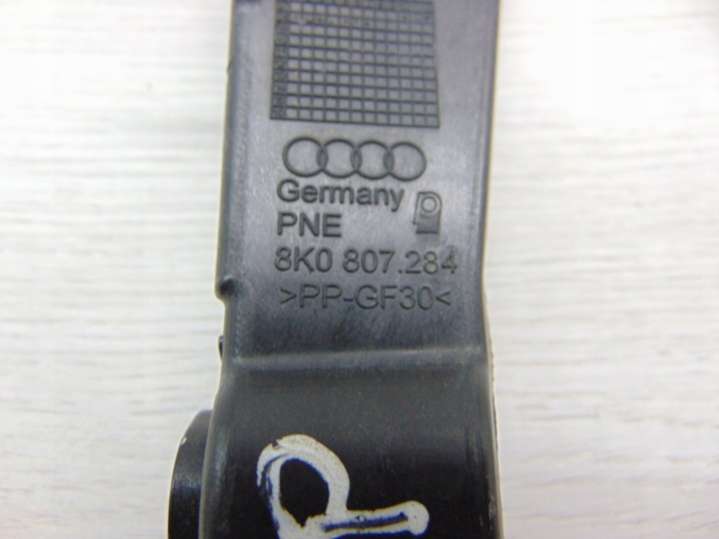 Germany
PNE
8K0 807.284
>PP-GF30<
P